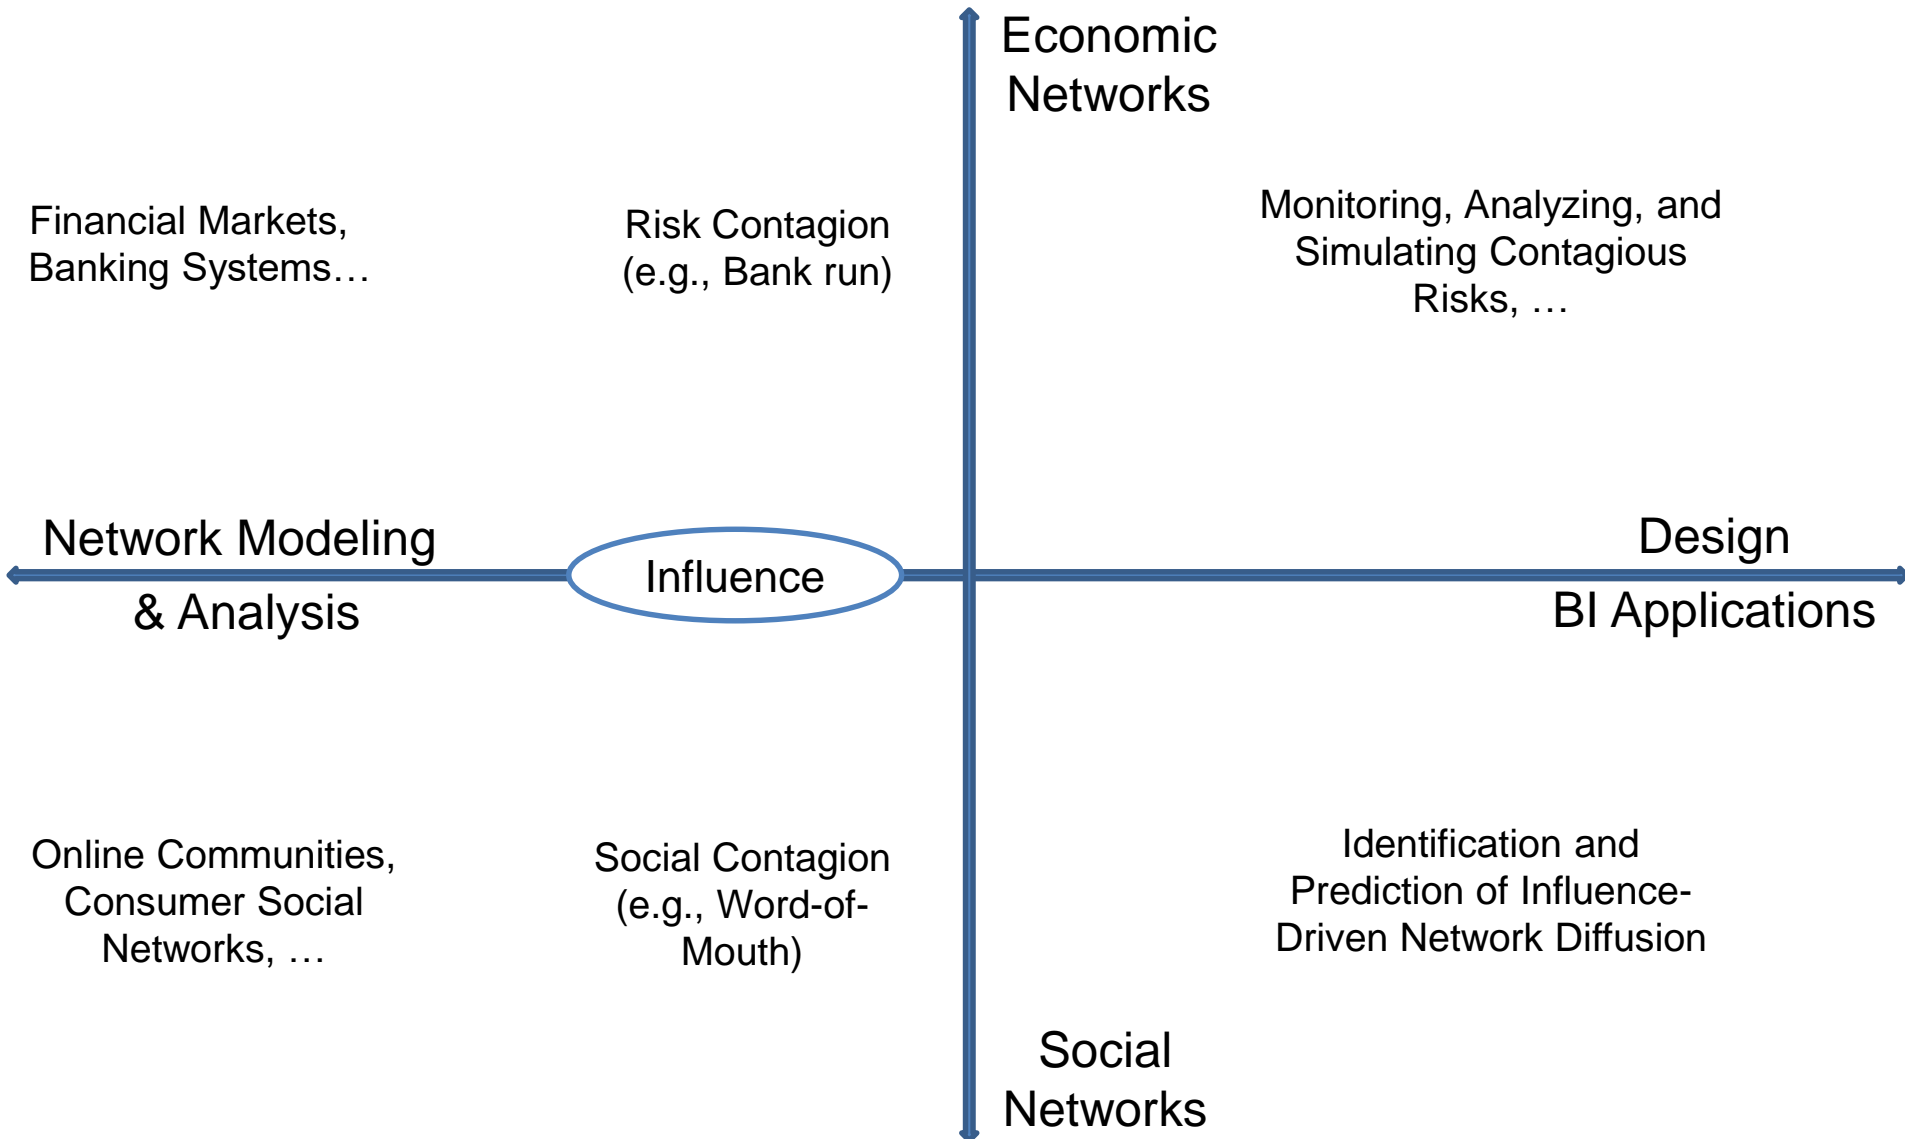 Economic
Networks
Financial Markets,
Banking Systems…
Risk Contagion
(e.g., Bank run)
Monitoring, Analyzing, and
Simulating Contagious
Risks, …
Network Modeling
& Analysis
Influence
Design
BI Applications
Online Communities,
Consumer Social
Networks, …
Social Contagion
(e.g., Word-of-
Mouth)
Identification and
Prediction of Influence-
Driven Network Diffusion
Social
Networks